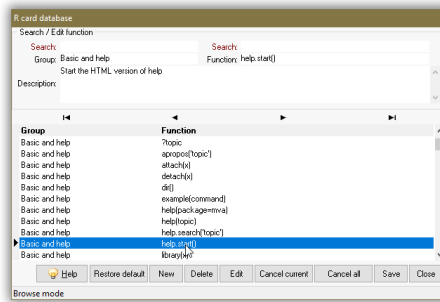 R card database
Search / Edit function
Search: Search:
Group: Basic and help Function: help.start()
Description: Start the HTML version of help
Group Function
Basic and help ?topic
Basic and help apropos('topic')
Basic and help attach(x)
Basic and help detach(x)
Basic and help dir()
Basic and help example(command)
Basic and help help(package=mva)
Basic and help help(topic)
Basic and help help.search('topic')
Basic and help help.start()
Basic and help library(x)
Help Restore default New Delete Edit Cancel current Cancel all Save Close
Browse mode